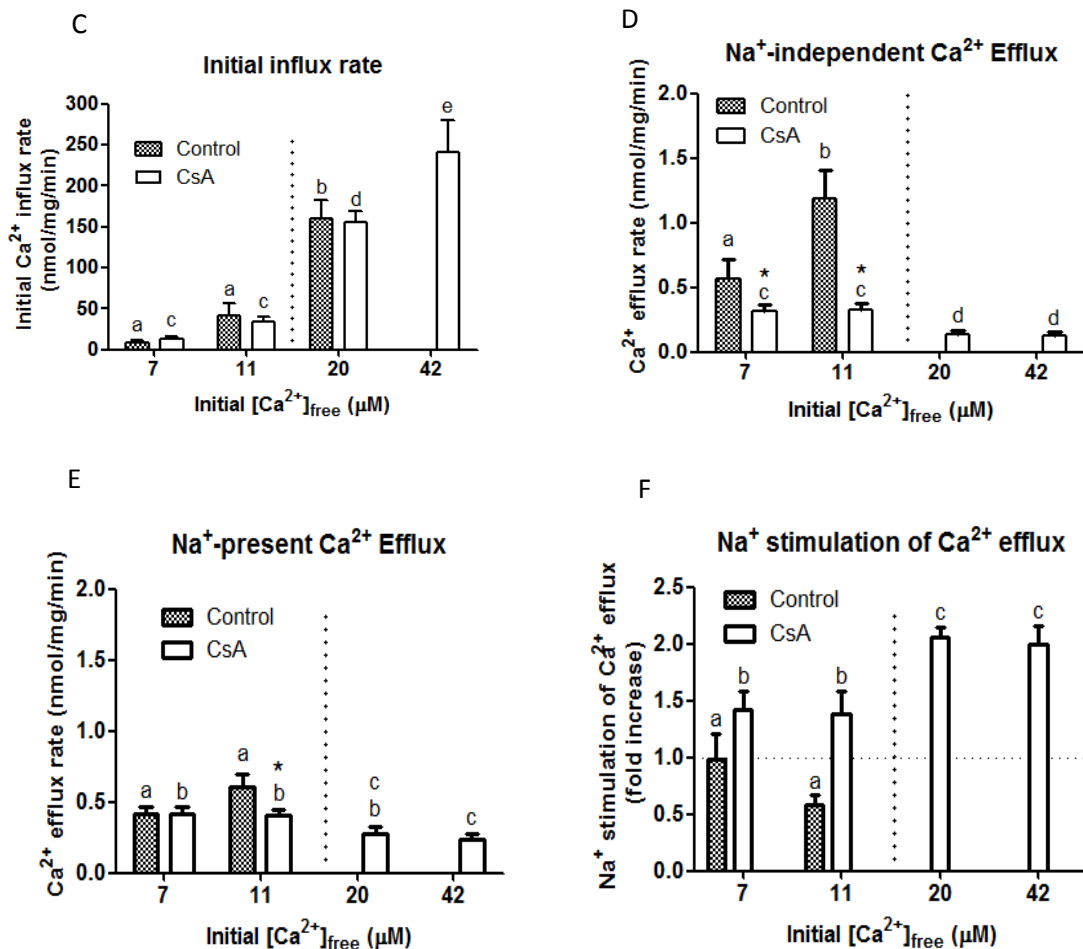 C
Initial influx rate
Initial Ca²⁺ influx rate
(nmol/mg/min)
300
250
200
150
100
50
0
Control
CsA
a
c
a
c
b
d
e
7
11
20
42
Initial [Ca²⁺]free (μM)
D
Na⁺-independent Ca²⁺ Efflux
Ca²⁺ efflux rate (nmol/mg/min)
2.0
1.5
1.0
0.5
0.0
Control
CsA
a
*
c
b
*
c
d
d
7
11
20
42
Initial [Ca²⁺]free (μM)
E
Na⁺-present Ca²⁺ Efflux
Ca²⁺ efflux rate (nmol/mg/min)
2.0
1.5
1.0
0.5
0.0
Control
CsA
a
b
a
*
b
c
b
c
7
11
20
42
Initial [Ca²⁺]free (μM)
F
Na⁺ stimulation of Ca²⁺ efflux
Na⁺ stimulation of Ca²⁺ efflux
(fold increase)
2.5
2.0
1.5
1.0
0.5
0.0
Control
CsA
a
b
a
b
c
c
7
11
20
42
Initial [Ca²⁺]free (μM)